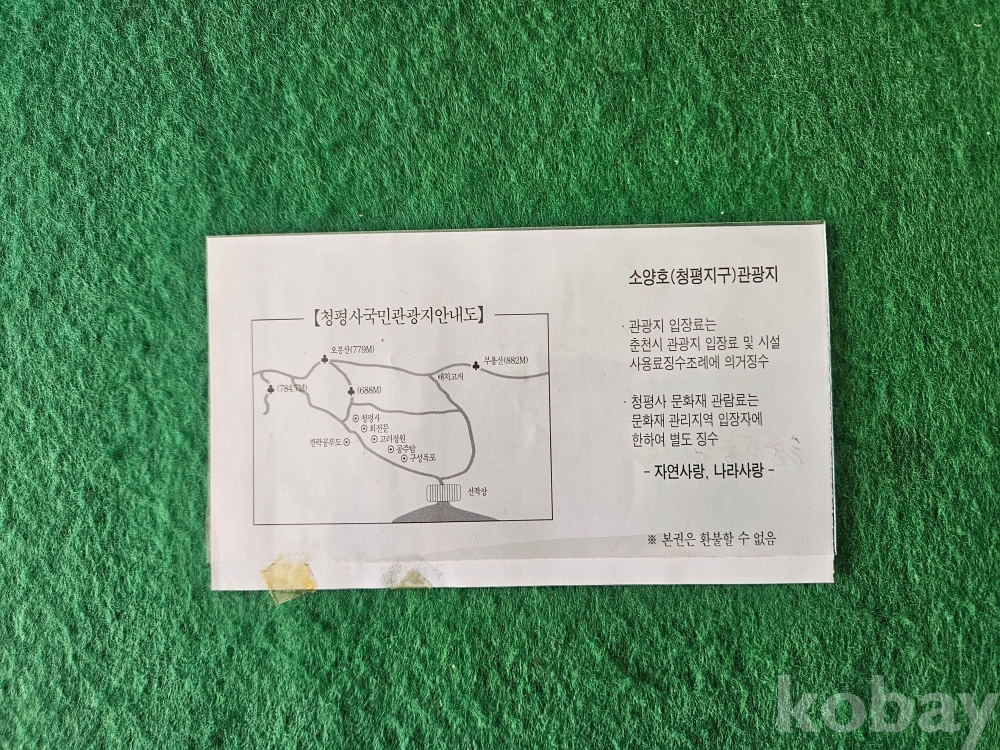 소양호(청평지구)관광지
【청평사국민관광지안내도】
오봉산(779M)
부용산(882M)
배치고개
(784.7M)
(688M)
청평사
회전문
고려정원
진락공부도
공주탑
구성폭포
선착장
· 관광지 입장료는
춘천시 관광지 입장료 및 시설
사용료징수조례에 의거징수
· 청평사 문화재 관람료는
문화재 관리지역 입장자에
한하여 별도 징수
- 자연사랑, 나라사랑 -
※ 본권은 환불할 수 없음
kobay